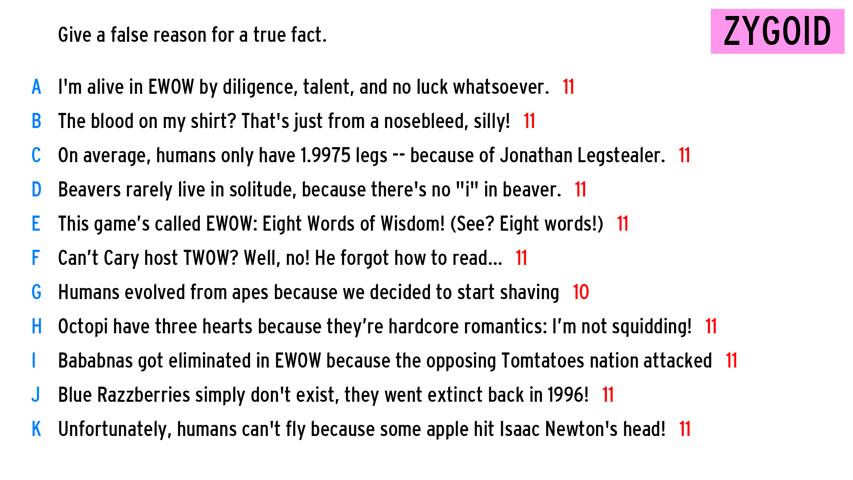 Give a false reason for a true fact.
ZYGOID
A I'm alive in EWOW by diligence, talent, and no luck whatsoever. 11
B The blood on my shirt? That's just from a nosebleed, silly! 11
C On average, humans only have 1.9975 legs -- because of Jonathan Legstealer. 11
D Beavers rarely live in solitude, because there's no "i" in beaver. 11
E This game’s called EWOW: Eight Words of Wisdom! (See? Eight words!) 11
F Can’t Cary host TWOW? Well, no! He forgot how to read... 11
G Humans evolved from apes because we decided to start shaving 10
H Octopi have three hearts because they’re hardcore romantics: I’m not squidding! 11
I Bababnas got eliminated in EWOW because the opposing Tomtatoes nation attacked 11
J Blue Razzberries simply don't exist, they went extinct back in 1996! 11
K Unfortunately, humans can't fly because some apple hit Isaac Newton's head! 11